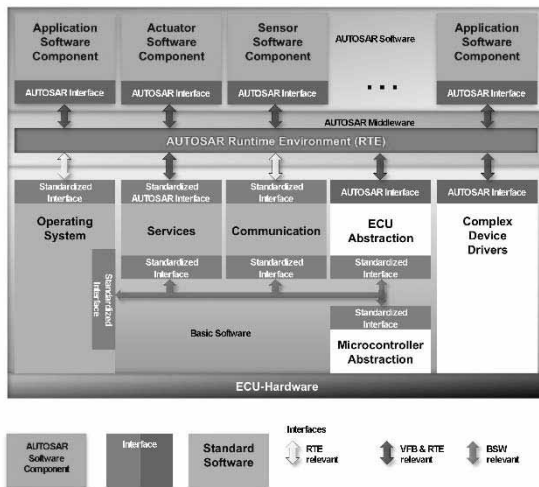 Application
Software
Component
AUTOSAR Interface
Actuator
Software
Component
AUTOSAR Interface
Sensor
Software
Component
AUTOSAR Interface
AUTOSAR Software
...
Application
Software
Component
AUTOSAR Interface
AUTOSAR Middleware
AUTOSAR Runtime Environment (RTE)
Standardized
Interface
Operating
System
Standardized
Interface
Standardized
AUTOSAR Interface
Services
Standardized
Interface
Standardized
Interface
Communication
Standardized
Interface
AUTOSAR Interface
ECU
Abstraction
Standardized
Interface
AUTOSAR Interface
Complex
Device
Drivers
Basic Software
Standardized
Interface
Microcontroller
Abstraction
ECU-Hardware
AUTOSAR
Software
Component
Interface
Standard
Software
Interfaces
RTE
relevant
VFB & RTE
relevant
BSW
relevant